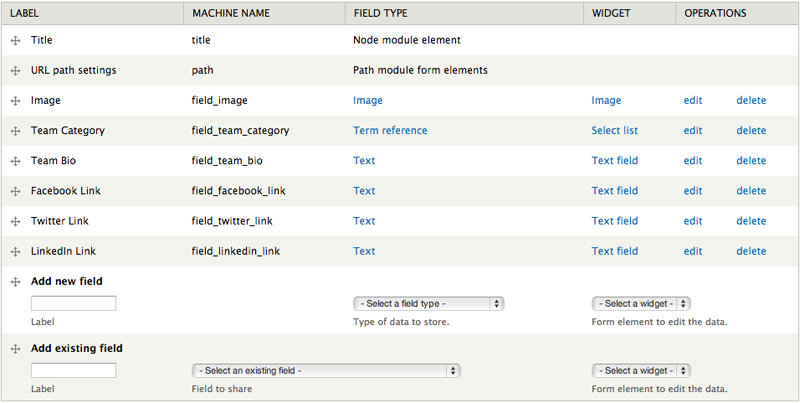 LABEL MACHINE NAME FIELD TYPE WIDGET OPERATIONS
Title title Node module element
URL path settings path Path module form elements
Image field_image Image Image edit delete
Team Category field_team_category Term reference Select list edit delete
Team Bio field_team_bio Text Text field edit delete
Facebook Link field_facebook_link Text Text field edit delete
Twitter Link field_twitter_link Text Text field edit delete
LinkedIn Link field_linkedin_link Text Text field edit delete
Add new field
- Select a field type - - Select a widget -
Label Type of data to store. Form element to edit the data.
Add existing field
- Select an existing field - - Select a widget -
Label Field to share Form element to edit the data.